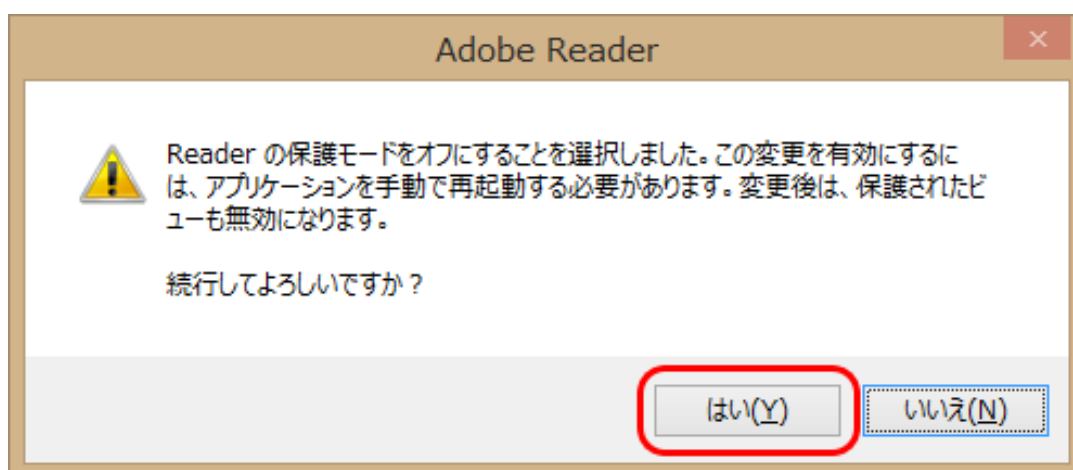 Adobe Reader
Reader の保護モードをオフにすることを選択しました。この変更を有効にするに
は、アプリケーションを手動で再起動する必要があります。変更後は、保護されたビ
ューも無効になります。
続行してよろしいですか？
はい(Y)
いいえ(N)